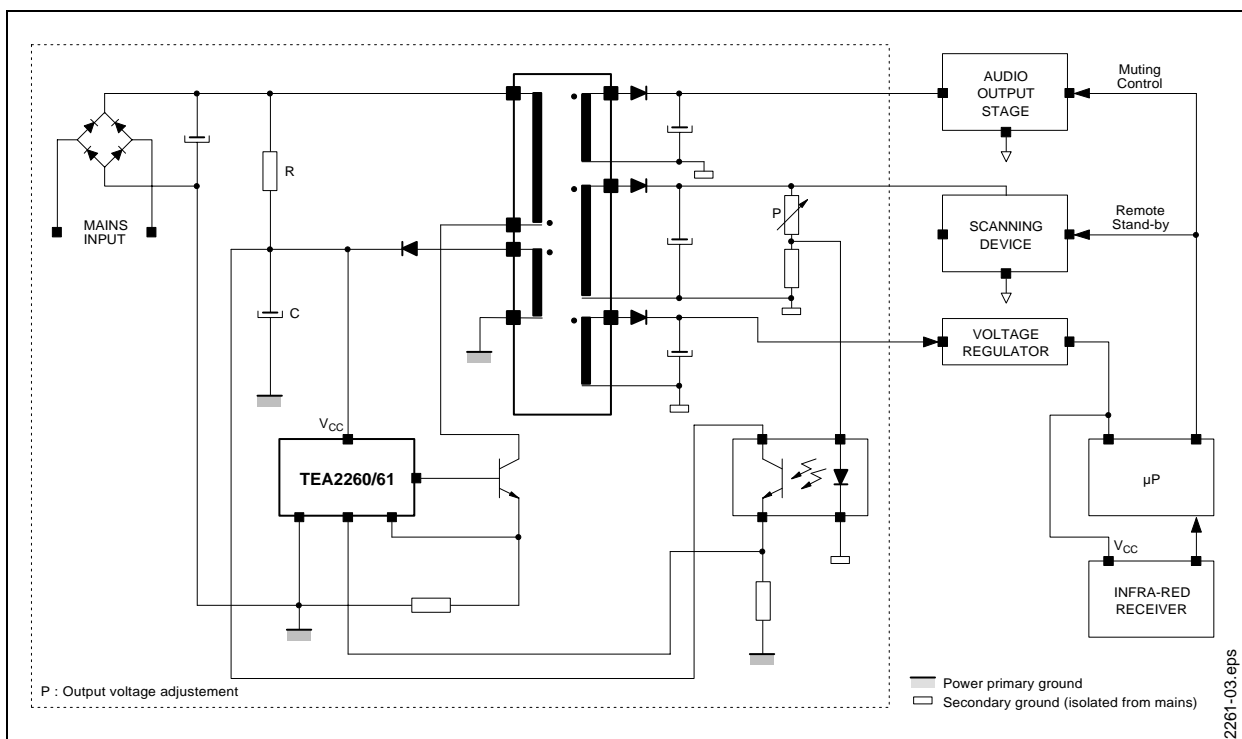 AUDIO
OUTPUT
STAGE
Muting
Control
R
P
MAINS
INPUT
SCANNING
DEVICE
Remote
Stand-by
C
VOLTAGE
REGULATOR
VCC
TEA2260/61
µP
VCC
INFRA-RED
RECEIVER
P : Output voltage adjustement
Power primary ground
Secondary ground (isolated from mains)
2261-03.eps